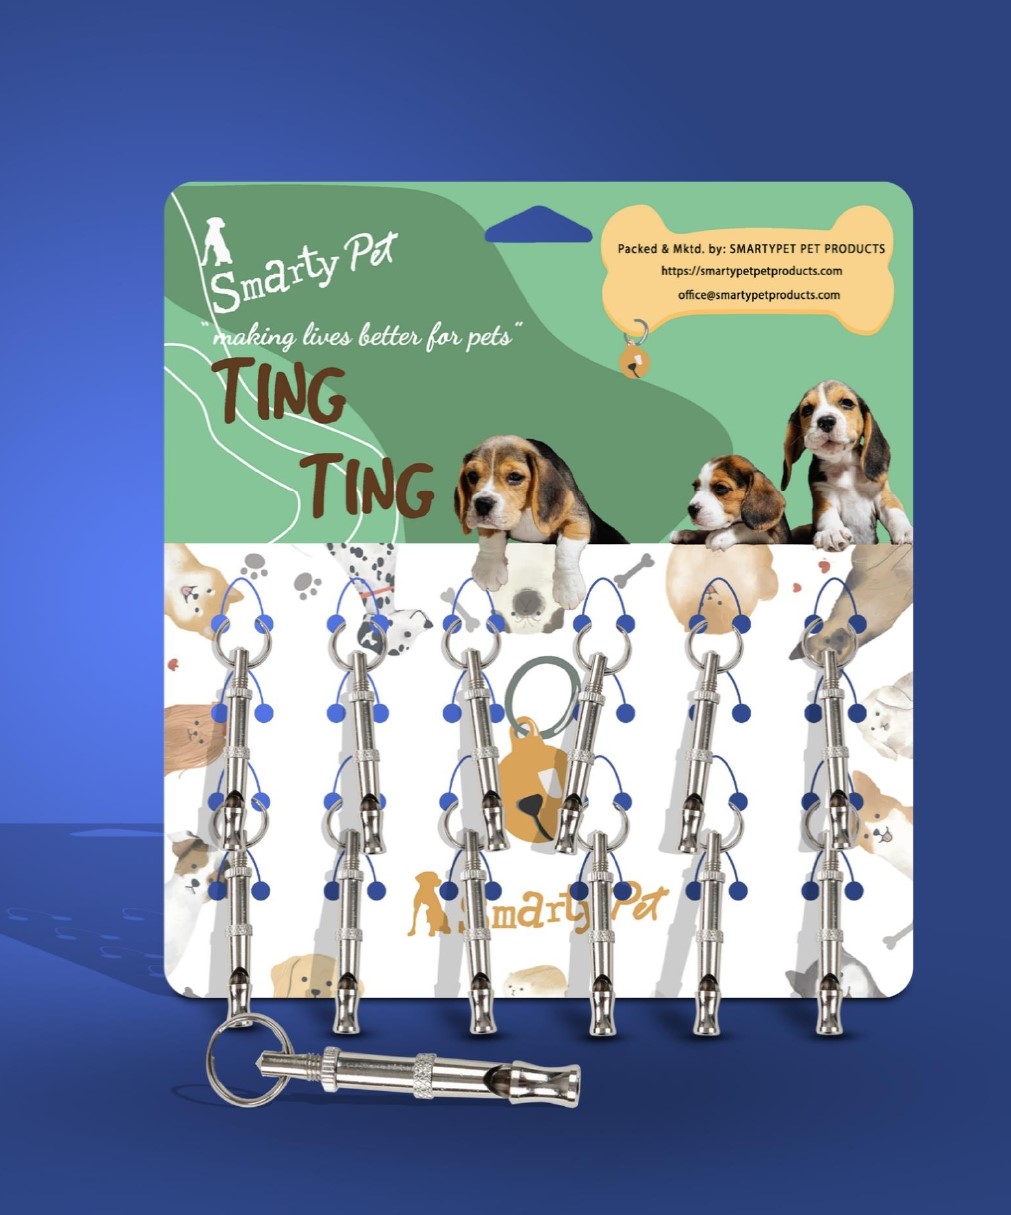 Smarty Pet
"making lives better for pets"
TING
TING
Packed & Mktd. by: SMARTYPET PET PRODUCTS
https://smartypetpetproducts.com
office@smartypetproducts.com
Smarty Pet